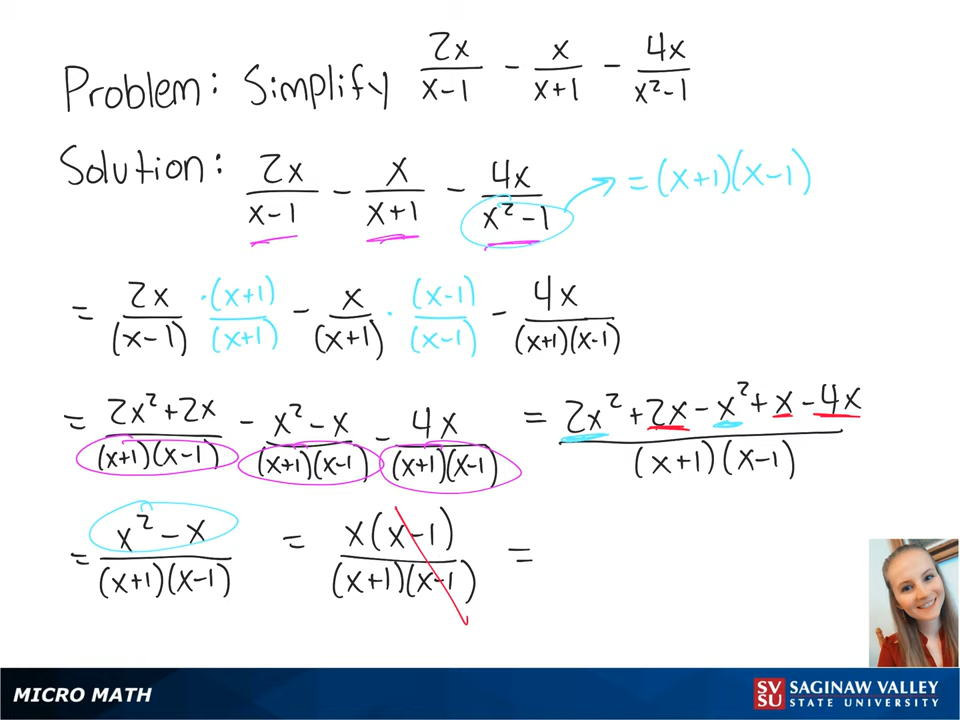 Problem: Simplify 2x/(x-1) - x/(x+1) - 4x/(x²-1)
Solution: 2x/(x-1) - x/(x+1) - 4x/(x²-1) = (x+1)(x-1)
= 2x/(x-1) · (x+1)/(x+1) - x/(x+1) · (x-1)/(x-1) - 4x/((x+1)(x-1))
= (2x²+2x)/((x+1)(x-1)) - (x²-x)/((x+1)(x-1)) - 4x/((x+1)(x-1)) = (2x²+2x-x²+x-4x)/((x+1)(x-1))
= (x²-x)/((x+1)(x-1)) = x(x-1)/((x+1)(x-1)) =
MICRO MATH
SVSU SAGINAW VALLEY
STATE UNIVERSITY